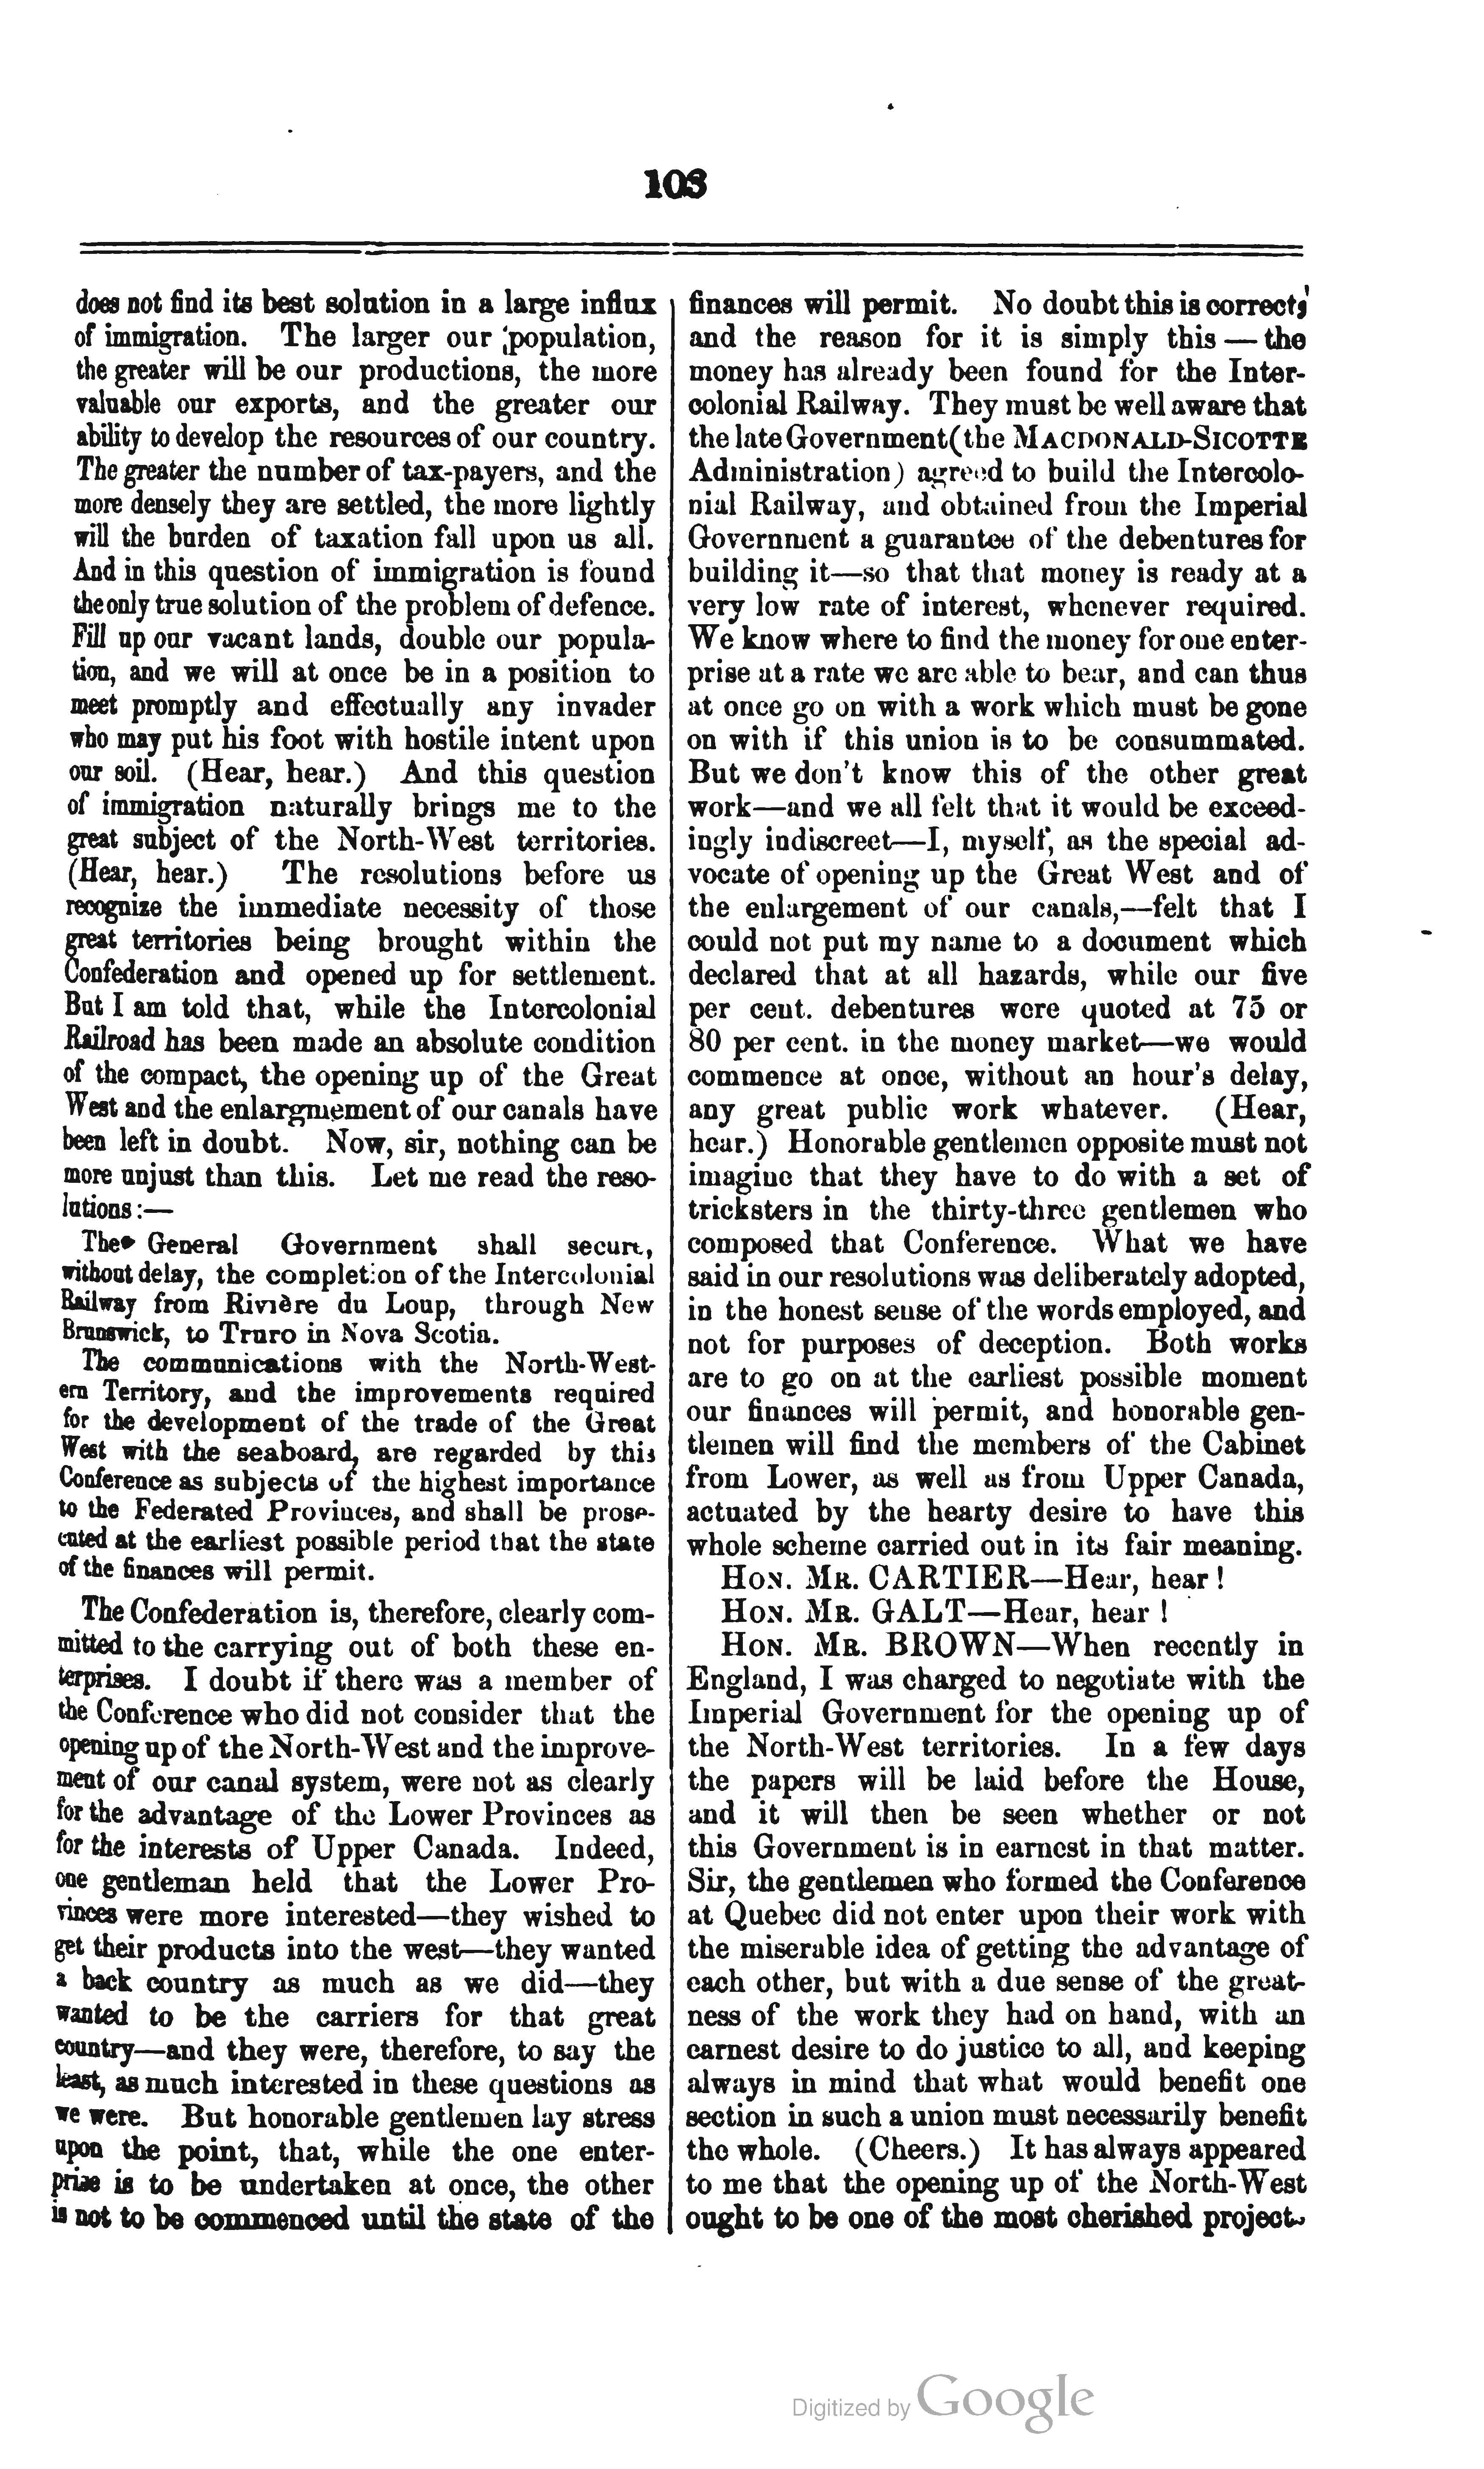 103
does not find its best solution in a large influx
of immigration. The larger our population,
the greater will be our productions, the more
valuable our exports, and the greater our
ability to develop the resources of our country.
The greater the number of tax-payers, and the
more densely they are settled, the more lightly
will the burden of taxation fall upon us all.
And in this question of immigration is found
the only true solution of the problem of defence.
Fill up our vacant lands, double our popula-
tion, and we will at once be in a position to
meet promptly and effectually any invader
who may put his foot with hostile intent upon
our soil. (Hear, hear.) And this question
of immigration naturally brings me to the
great subject of the North-West territories.
(Hear, hear.) The resolutions before us
recognize the immediate necessity of those
great territories being brought within the
Confederation and opened up for settlement.
But I am told that, while the Intercolonial
Railroad has been made an absolute condition
of the compact, the opening up of the Great
West and the enlargmement of our canals have
been left in doubt. Now, sir, nothing can be
more unjust than this. Let me read the reso-
lutions:—
The General Government shall secure,
without delay, the completion of the Intercolonial
Railway from Rivière du Loup, through New
Brunswick, to Truro in Nova Scotia.
The communications with the North-West-
ern Territory, and the improvements required
for the development of the trade of the Great
West with the seaboard, are regarded by this
Conference as subjects of the highest importance
to the Federated Provinces, and shall be prose-
cuted at the earliest possible period that the state
of the finances will permit.
The Confederation is, therefore, clearly com-
mitted to the carrying out of both these en-
terprises. I doubt if there was a member of
the Conference who did not consider that the
opening up of the North-West and the improve-
ment of our canal system, were not as clearly
for the advantage of the Lower Provinces as
for the interests of Upper Canada. Indeed,
one gentleman held that the Lower Pro-
vinces were more interested—they wished to
get their products into the west—they wanted
a back country as much as we did—they
wanted to be the carriers for that great
country—and they were, therefore, to say the
least, as much interested in these questions as
we were. But honorable gentlemen lay stress
upon the point, that, while the one enter-
prize is to be undertaken at once, the other
is not to be commenced until the state of the
finances will permit. No doubt this is correct,
and the reason for it is simply this — the
money has already been found for the Inter-
colonial Railway. They must be well aware that
the late Government (the MACDONALD-SICOTTE
Administration) agreed to build the Intercolo-
nial Railway, and obtained from the Imperial
Government a guarantee of the debentures for
building it—so that that money is ready at a
very low rate of interest, whenever required.
We know where to find the money for one enter-
prise at a rate we are able to bear, and can thus
at once go on with a work which must be gone
on with if this union is to be consummated.
But we don't know this of the other great
work—and we all felt that it would be exceed-
ingly indiscreet—I, myself, as the special ad-
vocate of opening up the Great West and of
the enlargement of our canals,—felt that I
could not put my name to a document which
declared that at all hazards, while our five
per cent. debentures were quoted at 75 or
80 per cent. in the money market—we would
commence at once, without an hour's delay,
any great public work whatever. (Hear,
hear.) Honorable gentlemen opposite must not
imagine that they have to do with a set of
tricksters in the thirty-three gentlemen who
composed that Conference. What we have
said in our resolutions was deliberately adopted,
in the honest sense of the words employed, and
not for purposes of deception. Both works
are to go on at the earliest possible moment
our finances will permit, and honorable gen-
tlemen will find the members of the Cabinet
from Lower, as well as from Upper Canada,
actuated by the hearty desire to have this
whole scheme carried out in its fair meaning.
HON. MR. CARTIER—Hear, hear!
HON. MR. GALT—Hear, hear!
HON. MR. BROWN—When recently in
England, I was charged to negotiate with the
Imperial Government for the opening up of
the North-West territories. In a few days
the papers will be laid before the House,
and it will then be seen whether or not
this Government is in earnest in that matter.
Sir, the gentlemen who formed the Conference
at Quebec did not enter upon their work with
the miserable idea of getting the advantage of
each other, but with a due sense of the great-
ness of the work they had on hand, with an
earnest desire to do justice to all, and keeping
always in mind that what would benefit one
section in such a union must necessarily benefit
the whole. (Cheers.) It has always appeared
to me that the opening up of the North-West
ought to be one of the most cherished projects
Digitized by Google